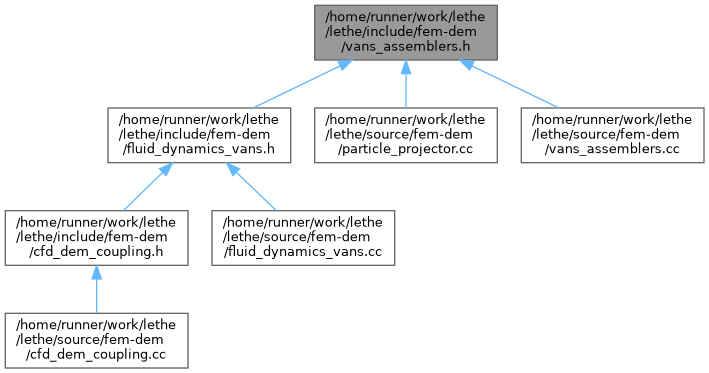 /home/runner/work/lethe
/lethe/include/fem-dem
/vans_assemblers.h
/home/runner/work/lethe
/lethe/include/fem-dem
/fluid_dynamics_vans.h
/home/runner/work/lethe
/lethe/source/fem-dem
/particle_projector.cc
/home/runner/work/lethe
/lethe/source/fem-dem
/vans_assemblers.cc
/home/runner/work/lethe
/lethe/include/fem-dem
/cfd_dem_coupling.h
/home/runner/work/lethe
/lethe/source/fem-dem
/fluid_dynamics_vans.cc
/home/runner/work/lethe
/lethe/source/fem-dem
/cfd_dem_coupling.cc